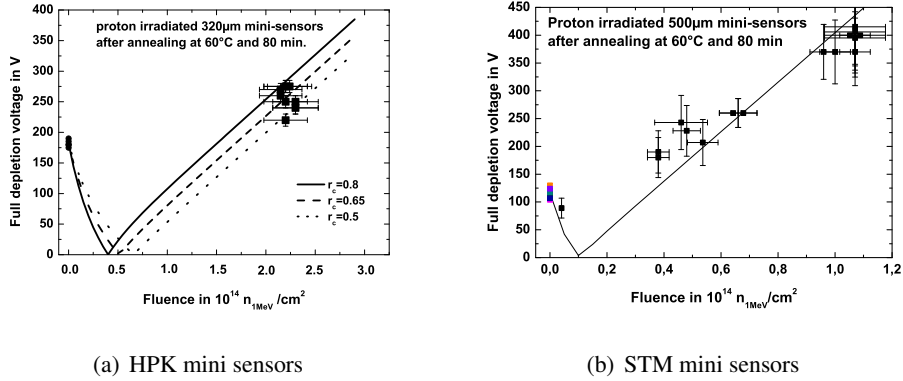 proton irradiated 320µm mini-sensors
after annealing at 60°C and 80 min.
Full depletion voltage in V
400
350
300
250
200
150
100
50
0
r_c=0.8
r_c=0.65
r_c=0.5
0.0 0.5 1.0 1.5 2.0 2.5 3.0
Fluence in 10^14 n_1MeV /cm^2
(a) HPK mini sensors
Proton irradiated 500µm mini-sensors
after annealing at 60°C and 80 min
Full depletion voltage in V
450
400
350
300
250
200
150
100
50
0
0,0 0,2 0,4 0,6 0,8 1,0 1,2
Fluence in 10^14 n_1MeV/cm^2
(b) STM mini sensors